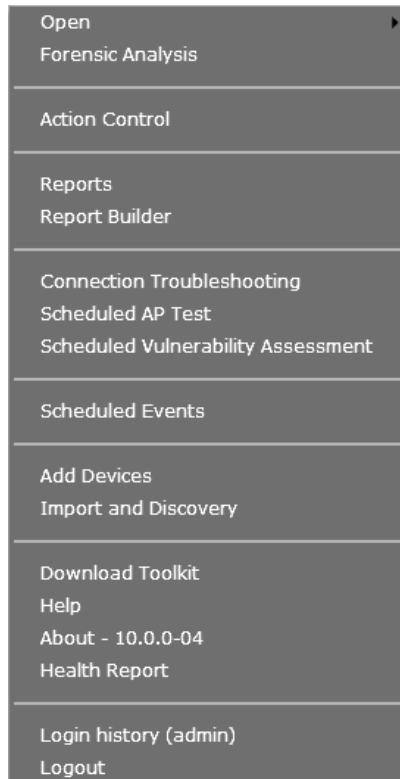 Open
Forensic Analysis
Action Control
Reports
Report Builder
Connection Troubleshooting
Scheduled AP Test
Scheduled Vulnerability Assessment
Scheduled Events
Add Devices
Import and Discovery
Download Toolkit
Help
About - 10.0.0-04
Health Report
Login history (admin)
Logout